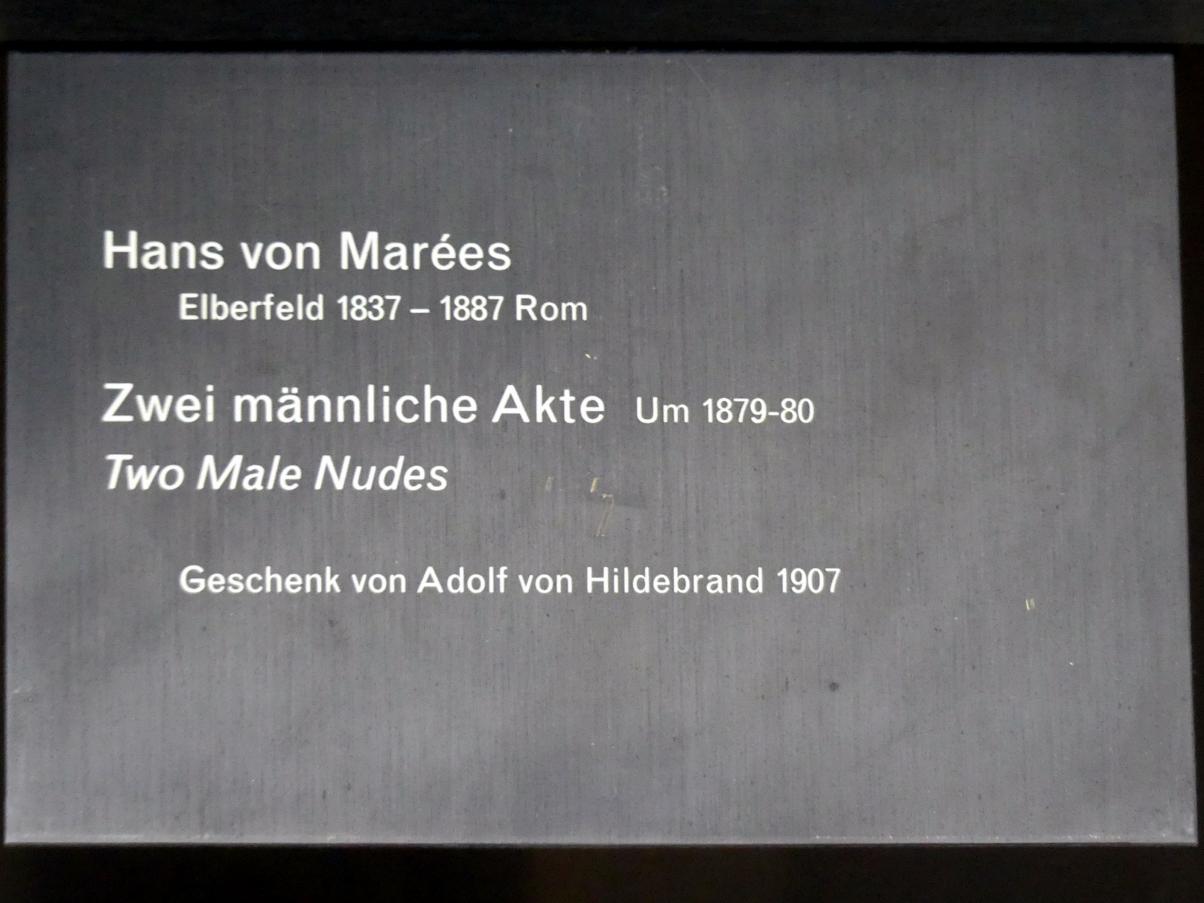 Hans von Marées
Elberfeld 1837 – 1887 Rom
Zwei männliche Akte Um 1879-80
Two Male Nudes
Geschenk von Adolf von Hildebrand 1907